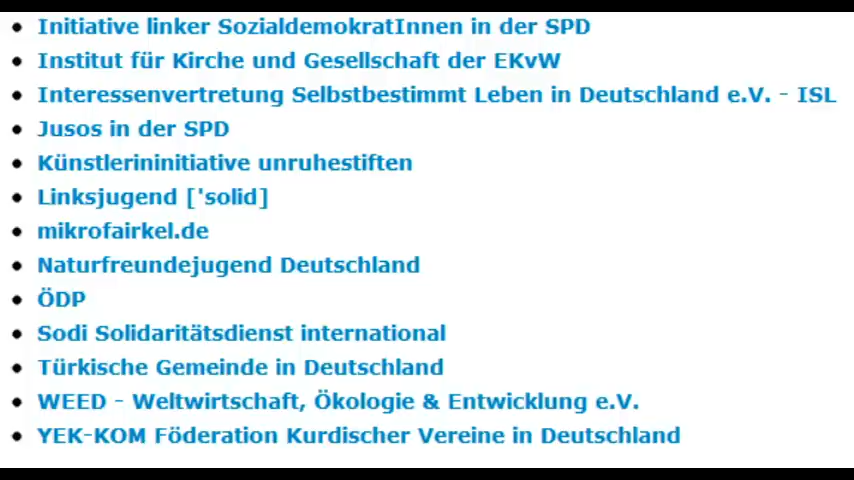 Initiative linker SozialdemokratInnen in der SPD
Institut für Kirche und Gesellschaft der EKvW
Interessenvertretung Selbstbestimmt Leben in Deutschland e.V. - ISL
Jusos in der SPD
Künstlerininitiative unruhestiften
Linksjugend ['solid]
mikrofairkel.de
Naturfreundejugend Deutschland
ÖDP
Sodi Solidaritätsdienst international
Türkische Gemeinde in Deutschland
WEED - Weltwirtschaft, Ökologie & Entwicklung e.V.
YEK-KOM Föderation Kurdischer Vereine in Deutschland